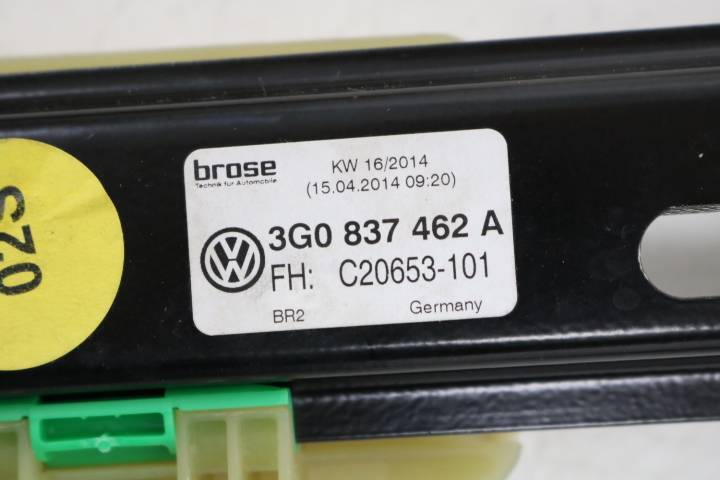 brose
Technik für Automobile
KW 16/2014
(15.04.2014 09:20)
3G0 837 462 A
FH: C20653-101
BR2
Germany